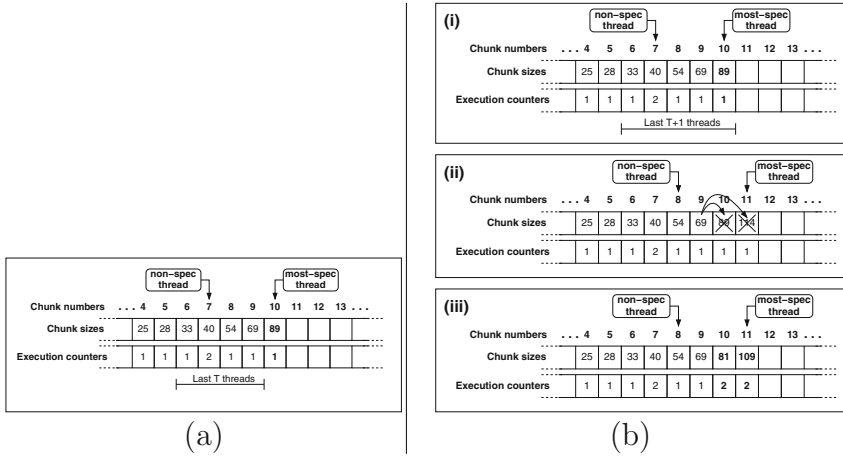 non-spec thread
most-spec thread
Chunk numbers ... 4 5 6 7 8 9 10 11 12 13 ...
Chunk sizes 25 28 33 40 54 69 89
Execution counters 1 1 1 2 1 1 1
Last T threads
(a)
(i)
non-spec thread
most-spec thread
Chunk numbers ... 4 5 6 7 8 9 10 11 12 13 ...
Chunk sizes 25 28 33 40 54 69 89
Execution counters 1 1 1 2 1 1 1
Last T+1 threads
(ii)
non-spec thread
most-spec thread
Chunk numbers ... 4 5 6 7 8 9 10 11 12 13 ...
Chunk sizes 25 28 33 40 54 69 89
Execution counters 1 1 1 2 1 1 1 1
(iii)
non-spec thread
most-spec thread
Chunk numbers ... 4 5 6 7 8 9 10 11 12 13 ...
Chunk sizes 25 28 33 40 54 69 81 109
Execution counters 1 1 1 2 1 1 2 2
(b)